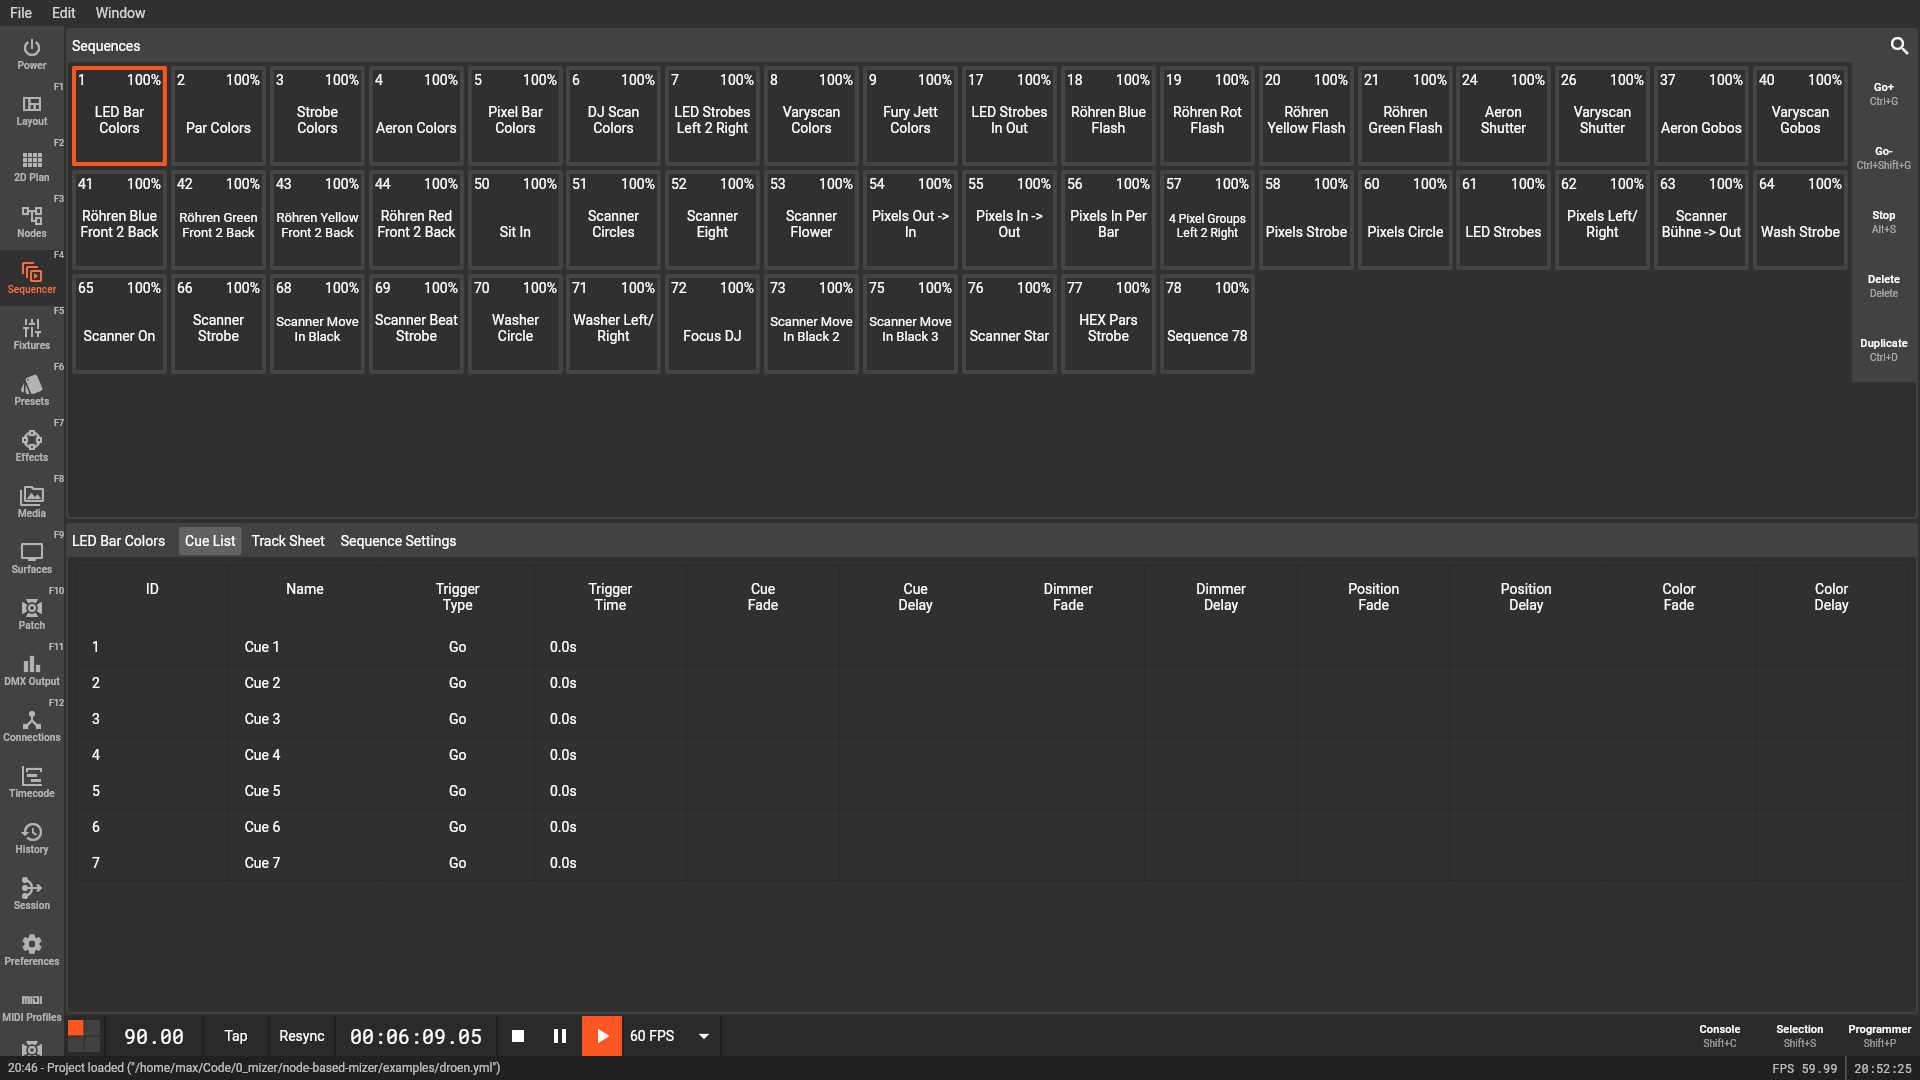 File Edit Window
Sequences
Power
F1
Layout
F2
2D Plan
F3
Nodes
F4
Sequencer
F5
Fixtures
F6
Presets
F7
Effects
F8
Media
F9
Surfaces
F10
Patch
F11
DMX Output
F12
Connections
Timecode
History
Session
Preferences
MIDI
MIDI Profiles
1 100% LED Bar Colors
2 100% Par Colors
3 100% Strobe Colors
4 100% Aeron Colors
5 100% Pixel Bar Colors
6 100% DJ Scan Colors
7 100% LED Strobes Left 2 Right
8 100% Varyscan Colors
9 100% Fury Jett Colors
17 100% LED Strobes In Out
18 100% Röhren Blue Flash
19 100% Röhren Rot Flash
20 100% Röhren Yellow Flash
21 100% Röhren Green Flash
24 100% Aeron Shutter
26 100% Varyscan Shutter
37 100% Aeron Gobos
40 100% Varyscan Gobos
41 100% Röhren Blue Front 2 Back
42 100% Röhren Green Front 2 Back
43 100% Röhren Yellow Front 2 Back
44 100% Röhren Red Front 2 Back
50 100% Sit In
51 100% Scanner Circles
52 100% Scanner Eight
53 100% Scanner Flower
54 100% Pixels Out -> In
55 100% Pixels In -> Out
56 100% Pixels In Per Bar
57 100% 4 Pixel Groups Left 2 Right
58 100% Pixels Strobe
60 100% Pixels Circle
61 100% LED Strobes
62 100% Pixels Left/ Right
63 100% Scanner Bühne -> Out
64 100% Wash Strobe
65 100% Scanner On
66 100% Scanner Strobe
68 100% Scanner Move In Black
69 100% Scanner Beat Strobe
70 100% Washer Circle
71 100% Washer Left/ Right
72 100% Focus DJ
73 100% Scanner Move In Black 2
75 100% Scanner Move In Black 3
76 100% Scanner Star
77 100% HEX Pars Strobe
78 100% Sequence 78
Go+
Ctrl+G
Go-
Ctrl+Shift+G
Stop
Alt+S
Delete
Delete
Duplicate
Ctrl+D
LED Bar Colors Cue List Track Sheet Sequence Settings
ID Name Trigger Type Trigger Time Cue Fade Cue Delay Dimmer Fade Dimmer Delay Position Fade Position Delay Color Fade Color Delay
1 Cue 1 Go 0.0s
2 Cue 2 Go 0.0s
3 Cue 3 Go 0.0s
4 Cue 4 Go 0.0s
5 Cue 5 Go 0.0s
6 Cue 6 Go 0.0s
7 Cue 7 Go 0.0s
90.00 Tap Resync 00:06:09.05 60 FPS
Console
Shift+C
Selection
Shift+S
Programmer
Shift+P
20:46 - Project loaded ("/home/max/Code/0_mizer/node-based-mizer/examples/droen.yml")
FPS 59.99 20:52:25